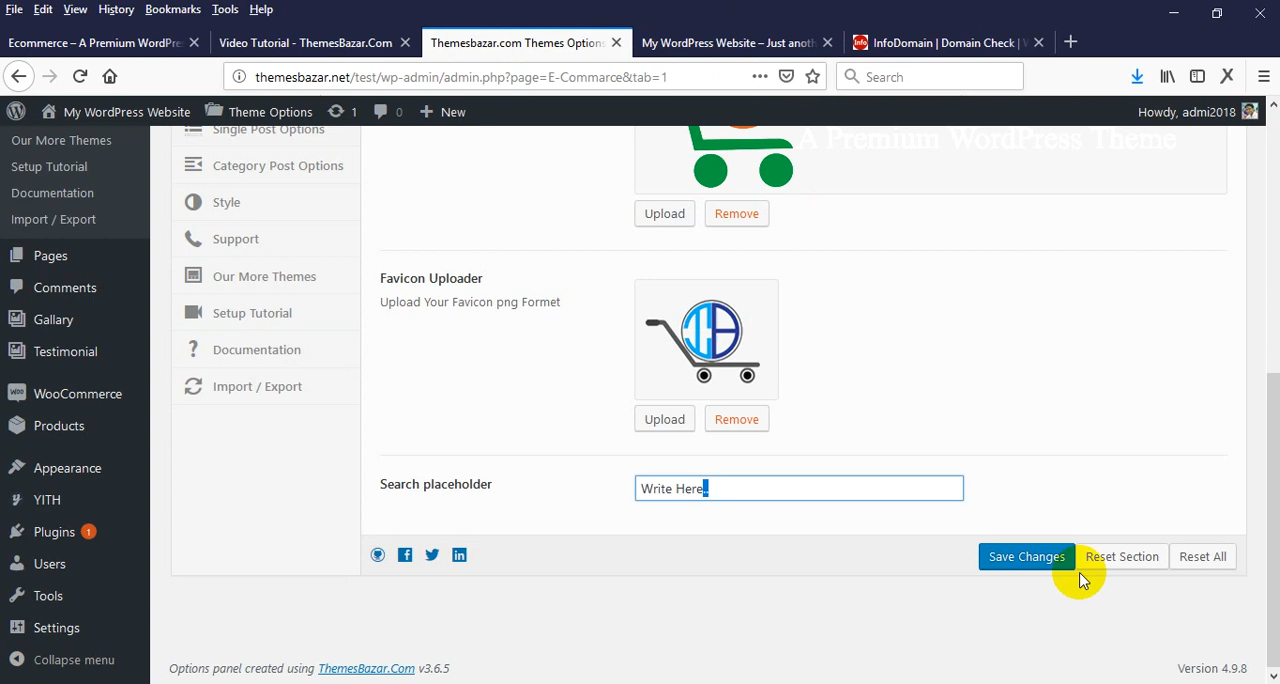 File Edit View History Bookmarks Tools Help
Ecommerce – A Premium WordPre
Video Tutorial - ThemesBazar.Com
Themesbazar.com Themes Options
My WordPress Website – Just anoth
Info InfoDomain | Domain Check | W
themesbazar.net/test/wp-admin/admin.php?page=E-Commerce&tab=1
Search
My WordPress Website Theme Options 1 0 New
Howdy, admi2018
Our More Themes
Setup Tutorial
Documentation
Import / Export
Pages
Comments
Gallary
Testimonial
WooCommerce
Products
Appearance
YITH
Plugins 1
Users
Tools
Settings
Collapse menu
Single Post Options
Category Post Options
Style
Support
Our More Themes
Setup Tutorial
Documentation
Import / Export
A Premium WordPress Theme
Upload Remove
Favicon Uploader
Upload Your Favicon png Formet
Upload Remove
Search placeholder
Write Here..
Save Changes Reset Section Reset All
Options panel created using ThemesBazar.Com v3.6.5
Version 4.9.8